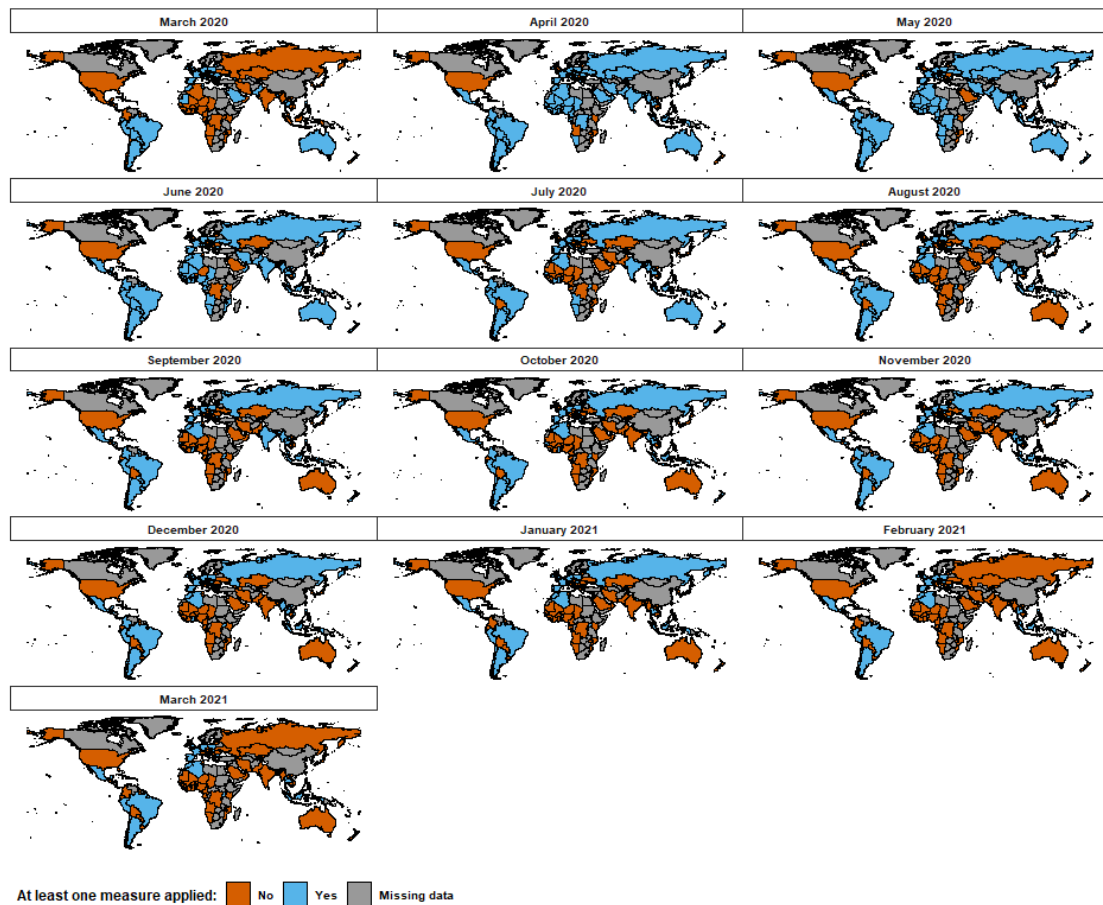 March 2020
April 2020
May 2020
June 2020
July 2020
August 2020
September 2020
October 2020
November 2020
December 2020
January 2021
February 2021
March 2021
At least one measure applied: No Yes Missing data